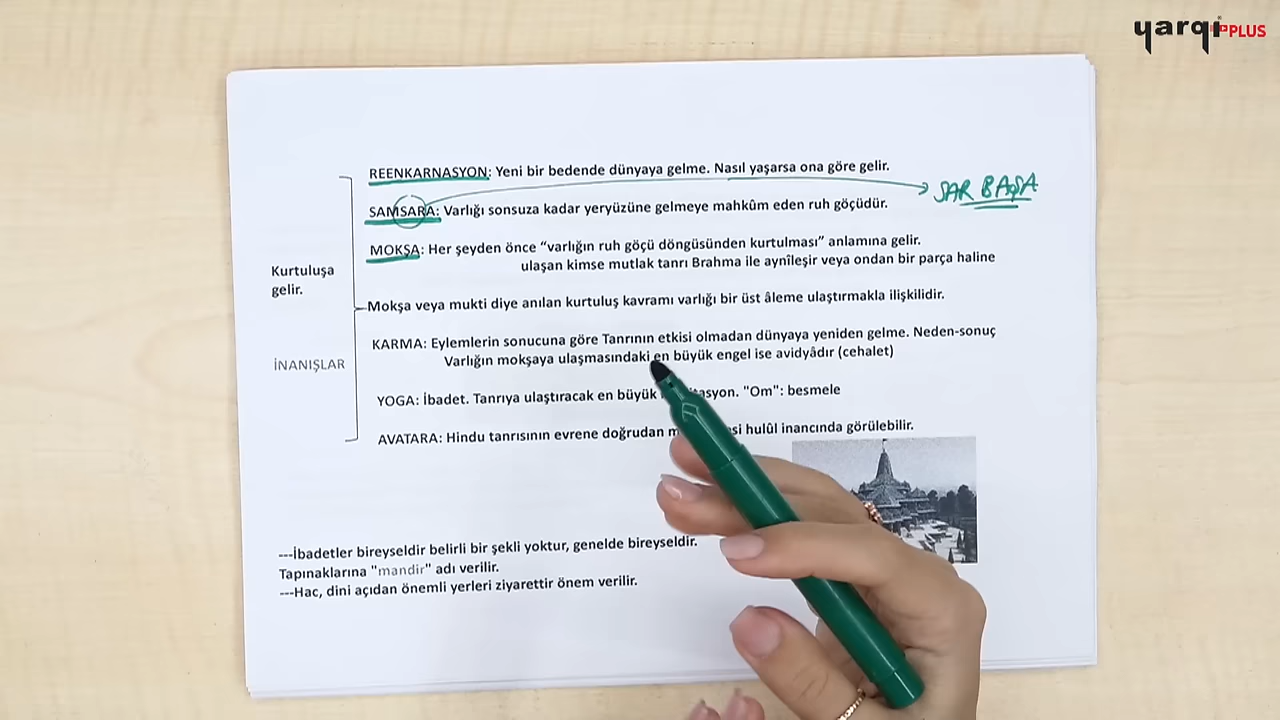 yarqi PLUS
REENKARNASYON: Yeni bir bedende dünyaya gelme. Nasıl yaşarsa ona göre gelir.
SAR BAŞA
SAMSARA: Varlığı sonsuza kadar yeryüzüne gelmeye mahkûm eden ruh göçüdür.
MOKŞA: Her şeyden önce “varlığın ruh göçü döngüsünden kurtulması” anlamına gelir.
ulaşan kimse mutlak tanrı Brahma ile aynîleşir veya ondan bir parça haline
Kurtuluşa
gelir.
Mokşa veya mukti diye anılan kurtuluş kavramı varlığı bir üst âleme ulaştırmakla ilişkilidir.
KARMA: Eylemlerin sonucuna göre Tanrının etkisi olmadan dünyaya yeniden gelme. Neden-sonuç
Varlığın mokşaya ulaşmasındaki en büyük engel ise avidyâdır (cehalet)
İNANIŞLAR
YOGA: İbadet. Tanrıya ulaştıracak en büyük "Om": besmele
AVATARA: Hindu tanrısının evrene doğrudan hulûl inancında görülebilir.
---İbadetler bireyseldir belirli bir şekli yoktur, genelde bireyseldir.
Tapınaklarına "mandir" adı verilir.
---Hac, dini açıdan önemli yerleri ziyarettir önem verilir.